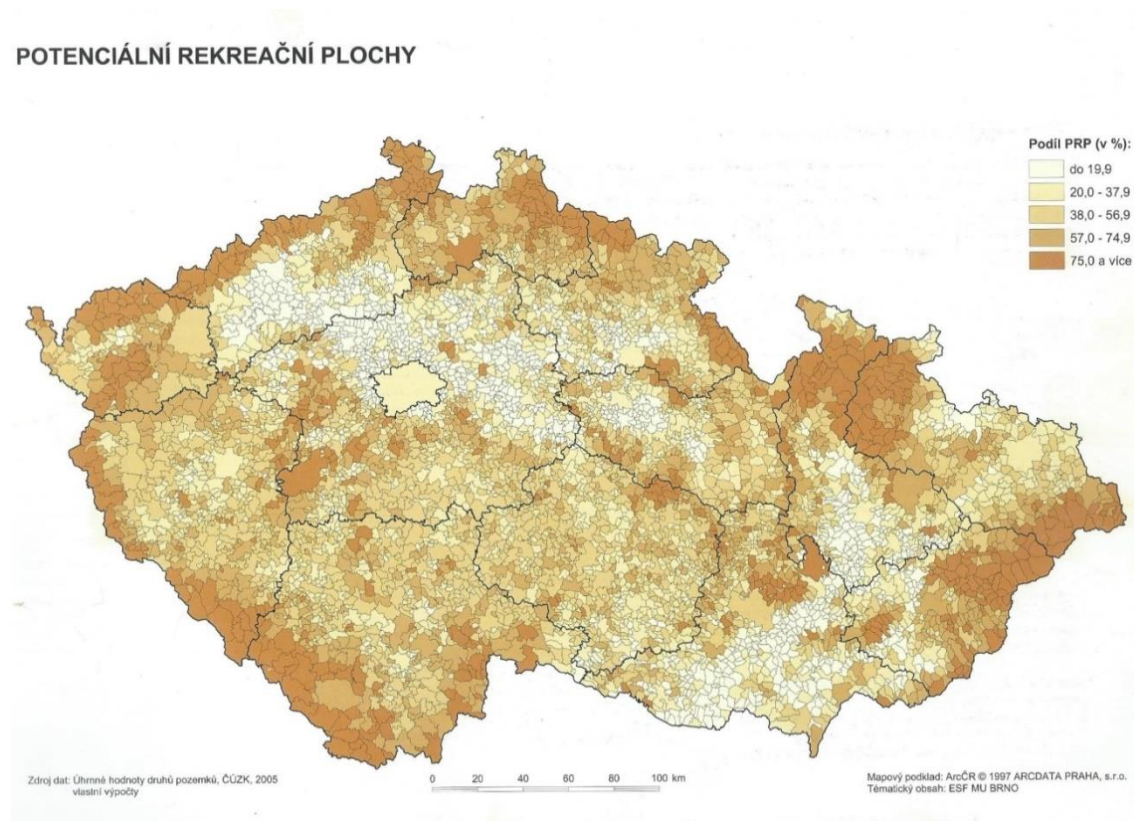 POTENCIÁLNÍ REKREAČNÍ PLOCHY
Podíl PRP (v %):
do 19,9
20,0 - 37,9
38,0 - 56,9
57,0 - 74,9
75,0 a více
Zdroj dat: Úhrnné hodnoty druhů pozemků, ČÚZK, 2005
vlastní výpočty
0 20 40 60 80 100 km
Mapový podklad: ArcČR © 1997 ARCDATA PRAHA, s.r.o.
Tématický obsah: ESF MU BRNO